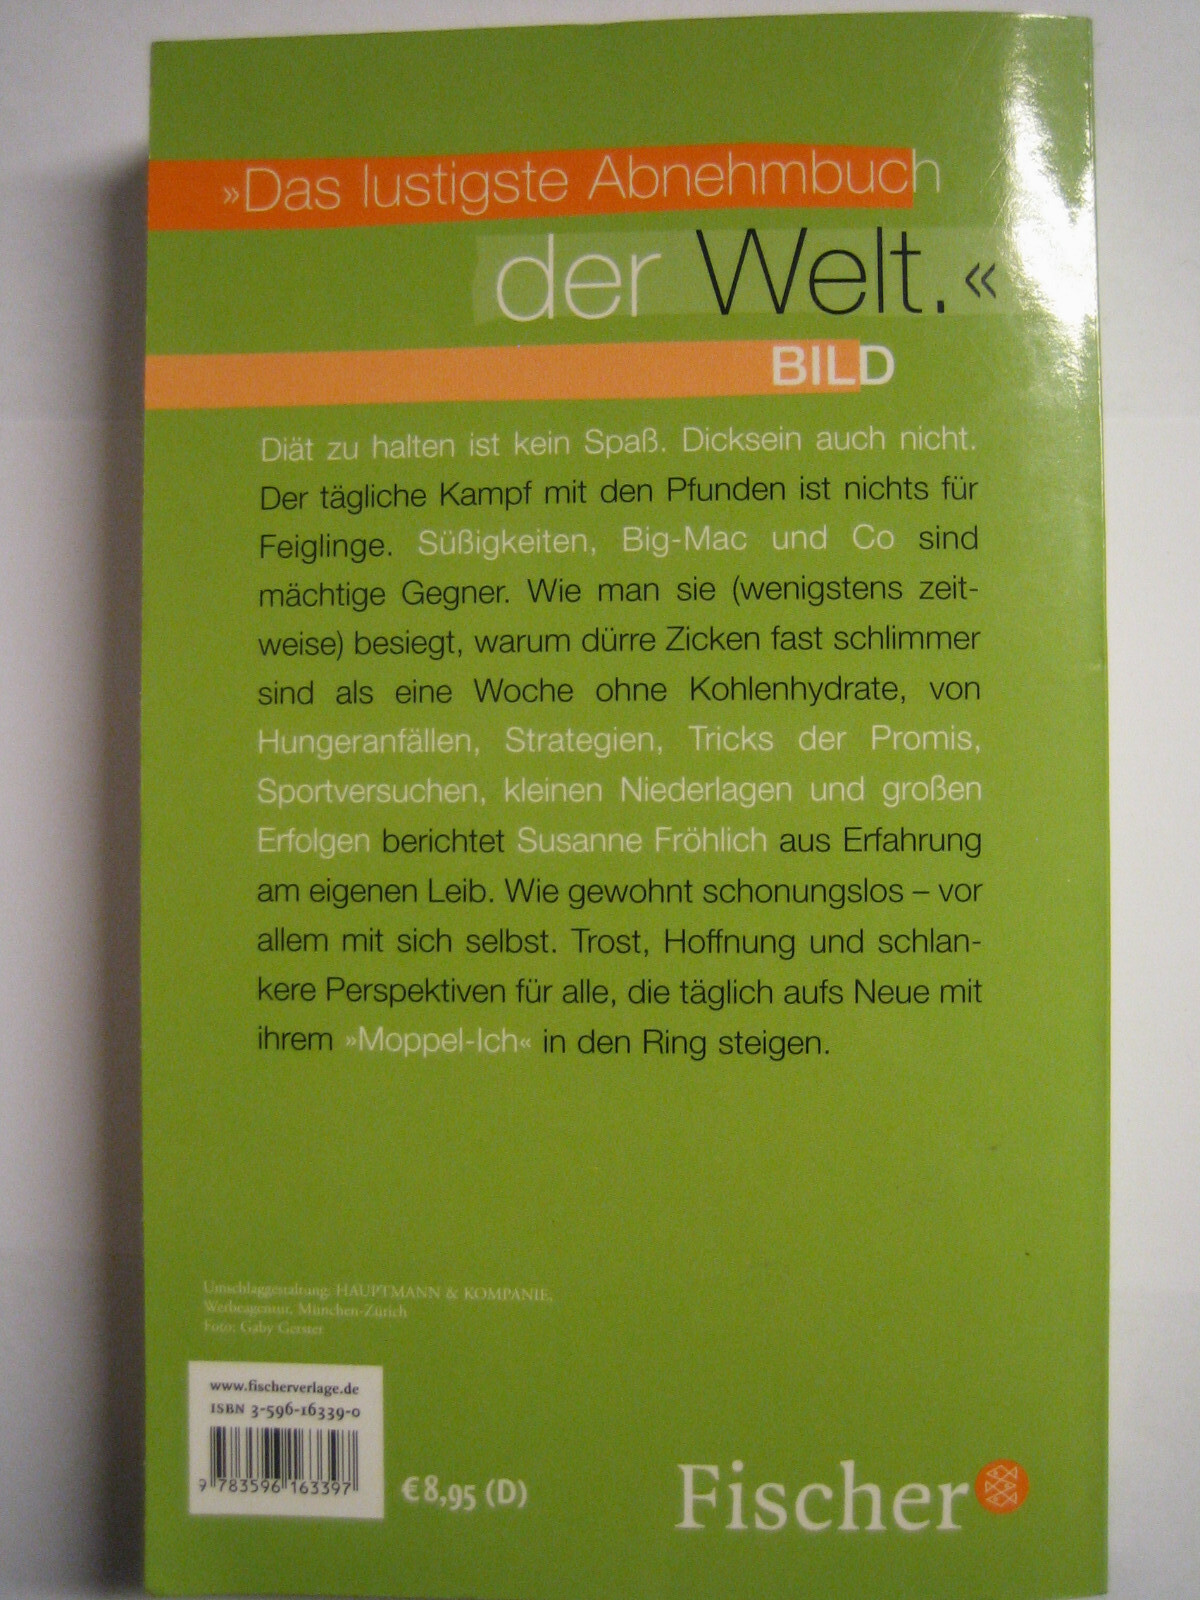 »Das lustigste Abnehmbuch
der Welt.«
BILD
Diät zu halten ist kein Spaß. Dicksein auch nicht.
Der tägliche Kampf mit den Pfunden ist nichts für
Feiglinge. Süßigkeiten, Big-Mac und Co sind
mächtige Gegner. Wie man sie (wenigstens zeit-
weise) besiegt, warum dürre Zicken fast schlimmer
sind als eine Woche ohne Kohlenhydrate, von
Hungeranfällen, Strategien, Tricks der Promis,
Sportversuchen, kleinen Niederlagen und großen
Erfolgen berichtet Susanne Fröhlich aus Erfahrung
am eigenen Leib. Wie gewohnt schonungslos – vor
allem mit sich selbst. Trost, Hoffnung und schlan-
kere Perspektiven für alle, die täglich aufs Neue mit
ihrem »Moppel-Ich« in den Ring steigen.
Umschlaggestaltung: HAUPTMANN & KOMPANIE,
Werbeagentur, München-Zürich
Foto: Gaby Gerster
www.fischerverlage.de
ISBN 3-596-16339-0
9 783596 163397
€ 8,95 (D)
Fischer